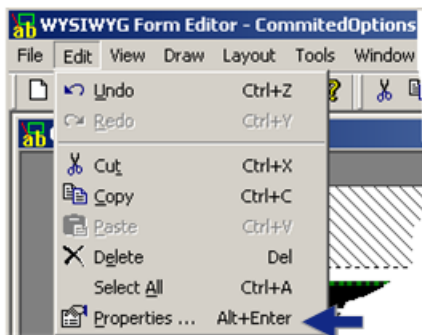 WYSIWYG Form Editor - CommitedOptions
File Edit View Draw Layout Tools Window
Undo Ctrl+Z
Redo Ctrl+Y
Cut Ctrl+X
Copy Ctrl+C
Paste Ctrl+V
Delete Del
Select All Ctrl+A
Properties ... Alt+Enter